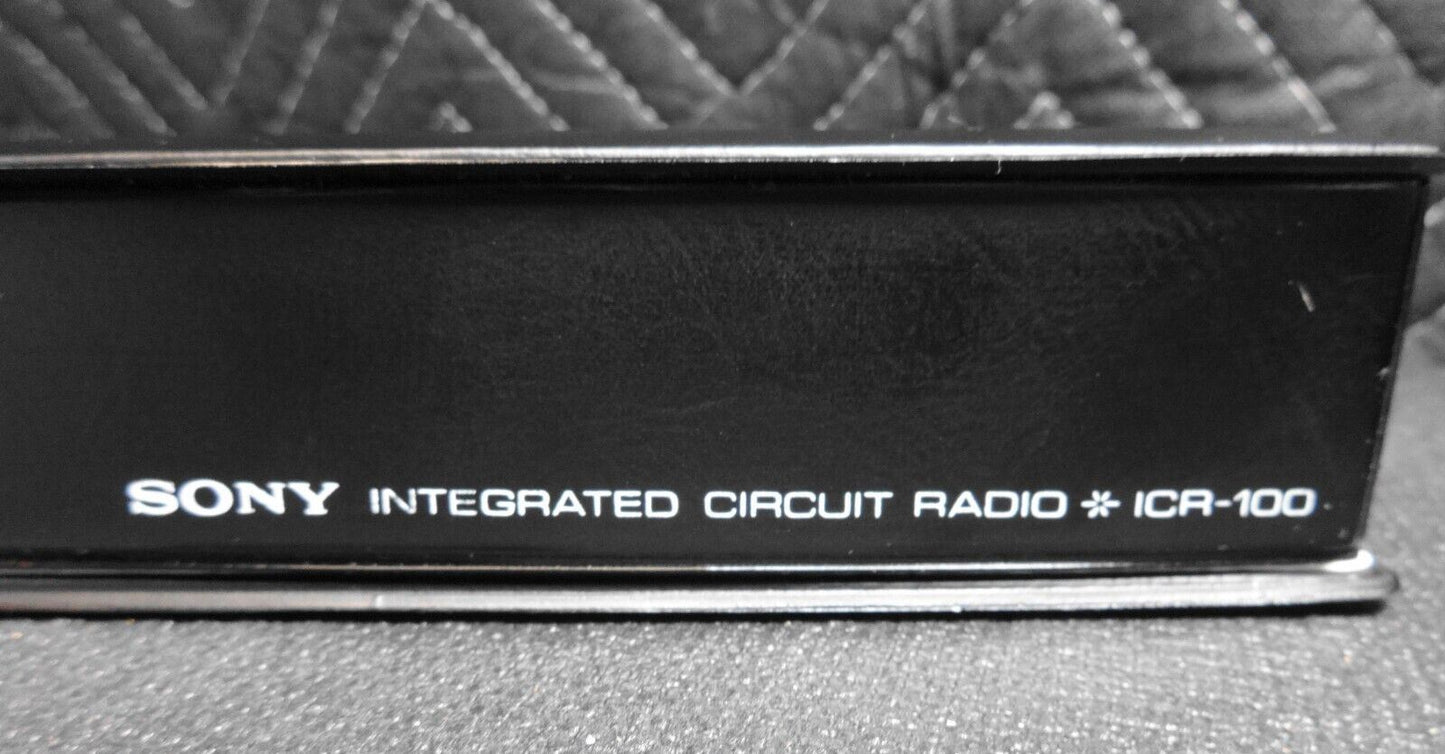 SONY INTEGRATED CIRCUIT RADIO * ICR-100